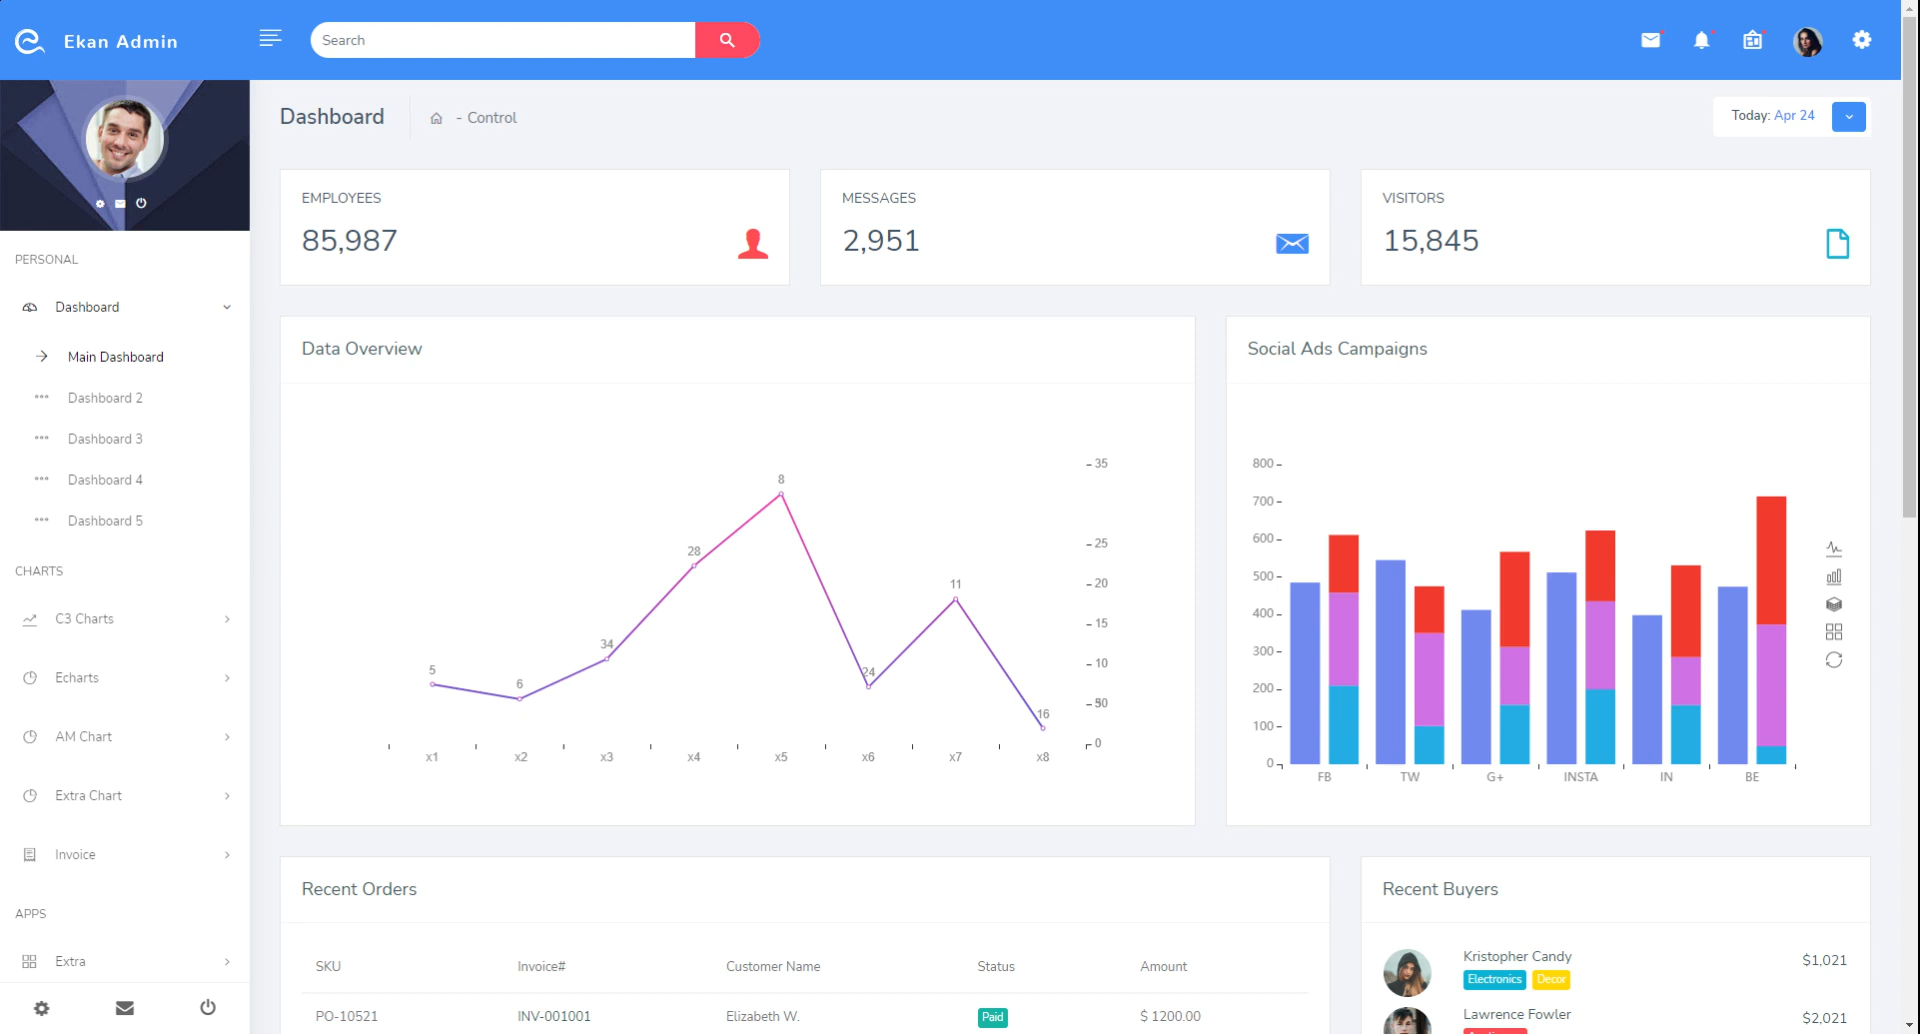 Ekan Admin
Search
Dashboard
- Control
Today: Apr 24
PERSONAL
Dashboard
Main Dashboard
Dashboard 2
Dashboard 3
Dashboard 4
Dashboard 5
CHARTS
C3 Charts
Echarts
AM Chart
Extra Chart
Invoice
APPS
Extra
EMPLOYEES
85,987
MESSAGES
2,951
VISITORS
15,845
Data Overview
35
25
20
15
10
0
5
6
34
28
8
24
11
16
x1 x2 x3 x4 x5 x6 x7 x8
Social Ads Campaigns
800
700
600
500
400
300
200
100
0
FB TW G+ INSTA IN BE
Recent Orders
SKU Invoice# Customer Name Status Amount
PO-10521 INV-001001 Elizabeth W. Paid $ 1200.00
Recent Buyers
Kristopher Candy $1,021
Electronics Decor
Lawrence Fowler $2,021